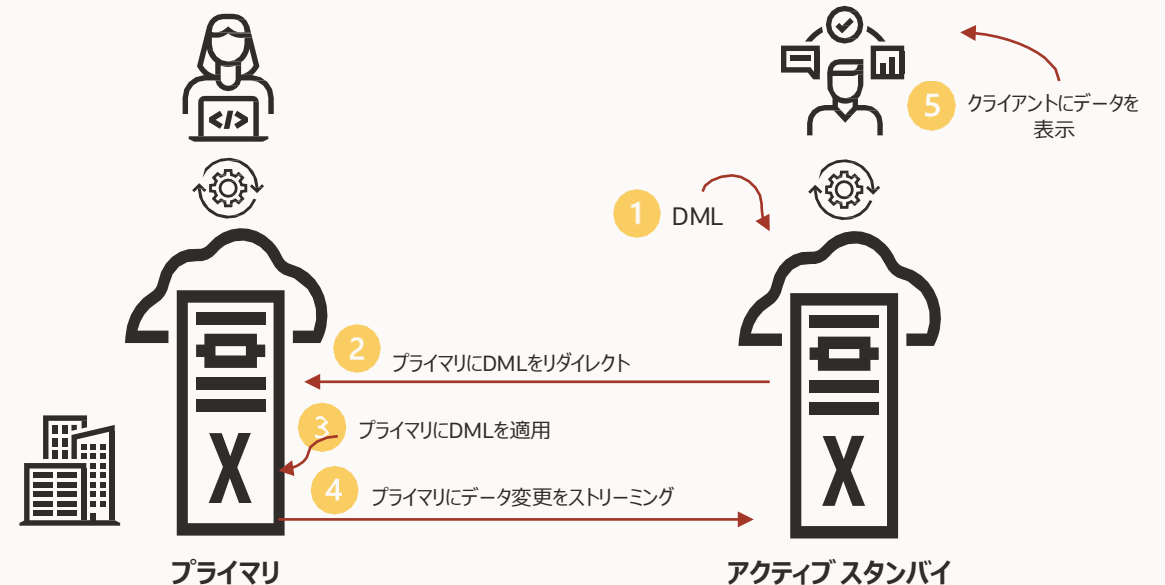 </>
5 クライアントにデータを
表示
1 DML
2 プライマリにDMLをリダイレクト
3 プライマリにDMLを適用
X
X
4 プライマリにデータ変更をストリーミング
プライマリ
アクティブ スタンバイ